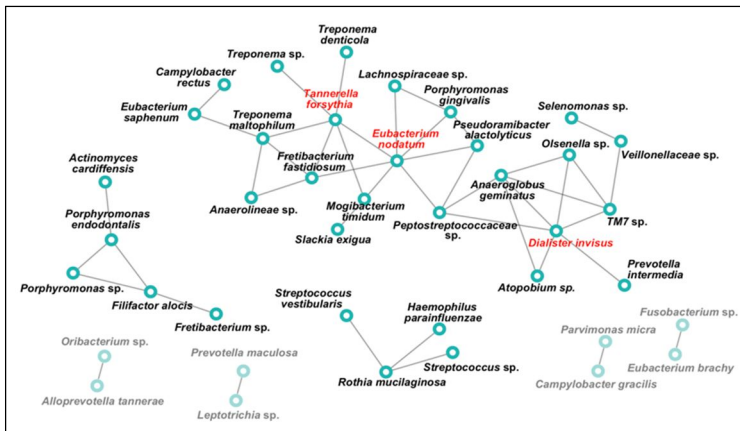 Treponema
denticola
Treponema sp.
Campylobacter
rectus
Lachnospiraceae sp.
Tannerella
forsythia
Porphyromonas
gingivalis
Eubacterium
saphenum
Treponema
maltophilum
Selenomonas sp.
Eubacterium
nodatum
Pseudoramibacter
alactolyticus
Olsenella sp.
Veillonellaceae sp.
Actinomyces
cardiffensis
Fretibacterium
fastidiosum
Anaeroglobus
geminatus
Anaerolineae sp.
Mogibacterium
timidum
Porphyromonas
endodontalis
Peptostreptococcaceae
sp.
TM7 sp.
Slackia exigua
Dialister invisus
Prevotella
intermedia
Porphyromonas sp.
Filifactor alocis
Atopobium sp.
Streptococcus
vestibularis
Haemophilus
parainfluenzae
Fusobacterium sp.
Fretibacterium sp.
Parvimonas micra
Oribacterium sp.
Prevotella maculosa
Streptococcus sp.
Eubacterium brachy
Rothia mucilaginosa
Campylobacter gracilis
Alloprevotella tannerae
Leptotrichia sp.